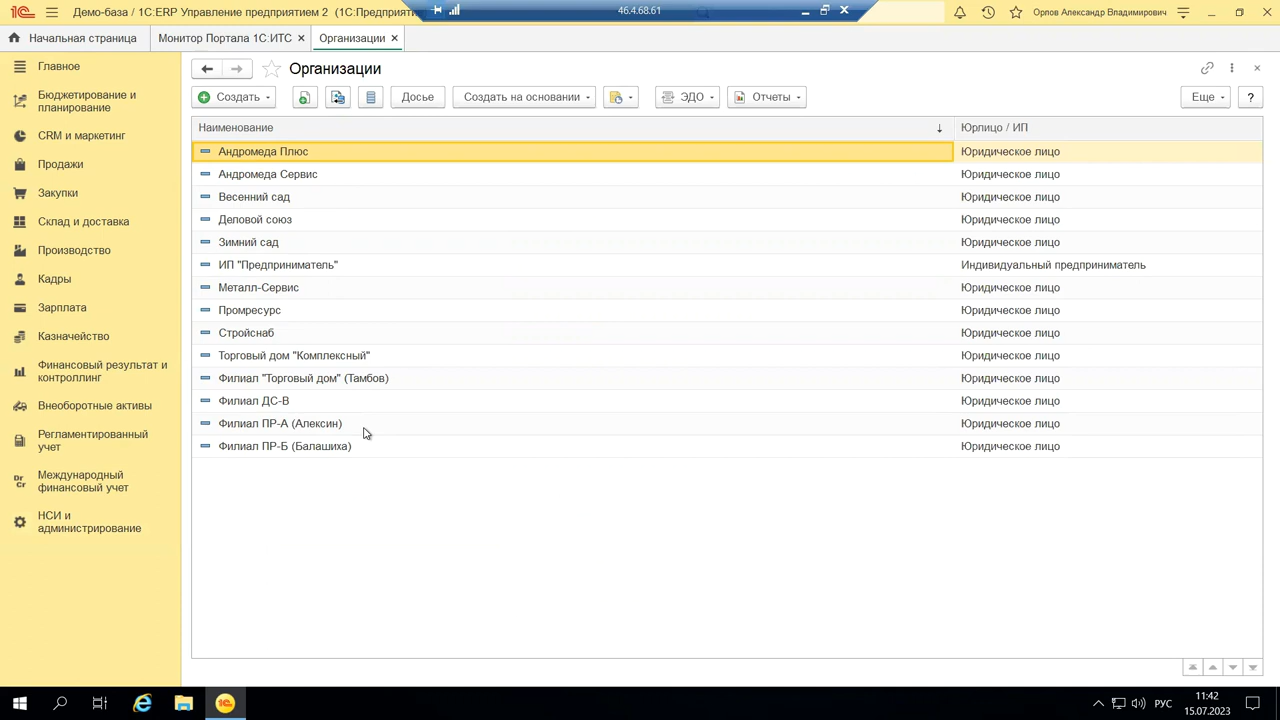 Демо-база / 1С:ERP Управление предприятием 2 (1С:Предприяти
46.4.68.61
Орлов Александр Владимирович
Начальная страница
Монитор Портала 1С:ИТС ×
Организации ×
Главное
Бюджетирование и
планирование
CRM и маркетинг
Продажи
Закупки
Склад и доставка
Производство
Кадры
Зарплата
Казначейство
Финансовый результат и
контроллинг
Внеоборотные активы
Регламентированный
учет
Международный
финансовый учет
НСИ и
администрирование
Организации
Создать
Досье
Создать на основании
ЭДО
Отчеты
Еще
?
Наименование ↓ Юрлицо / ИП
Андромеда Плюс Юридическое лицо
Андромеда Сервис Юридическое лицо
Весенний сад Юридическое лицо
Деловой союз Юридическое лицо
Зимний сад Юридическое лицо
ИП "Предприниматель" Индивидуальный предприниматель
Металл-Сервис Юридическое лицо
Промресурс Юридическое лицо
Стройснаб Юридическое лицо
Торговый дом "Комплексный" Юридическое лицо
Филиал "Торговый дом" (Тамбов) Юридическое лицо
Филиал ДС-В Юридическое лицо
Филиал ПР-А (Алексин) Юридическое лицо
Филиал ПР-Б (Балашиха) Юридическое лицо
РУС
11:42
15.07.2023